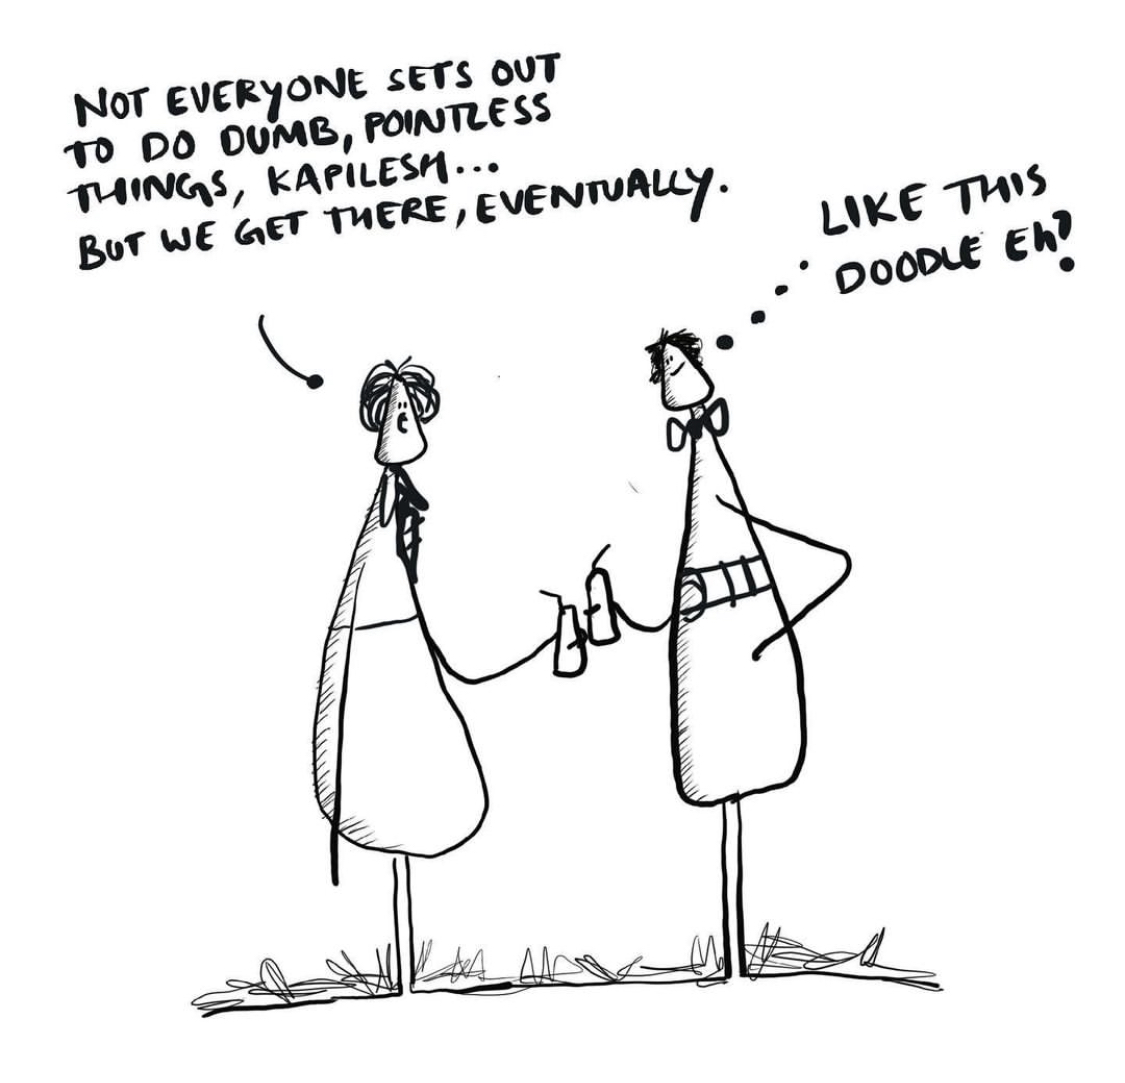 NOT EVERYONE SETS OUT
TO DO DUMB, POINTLESS
THINGS, KAPILESH...
BUT WE GET THERE, EVENTUALLY.
LIKE THIS
DOODLE EH?